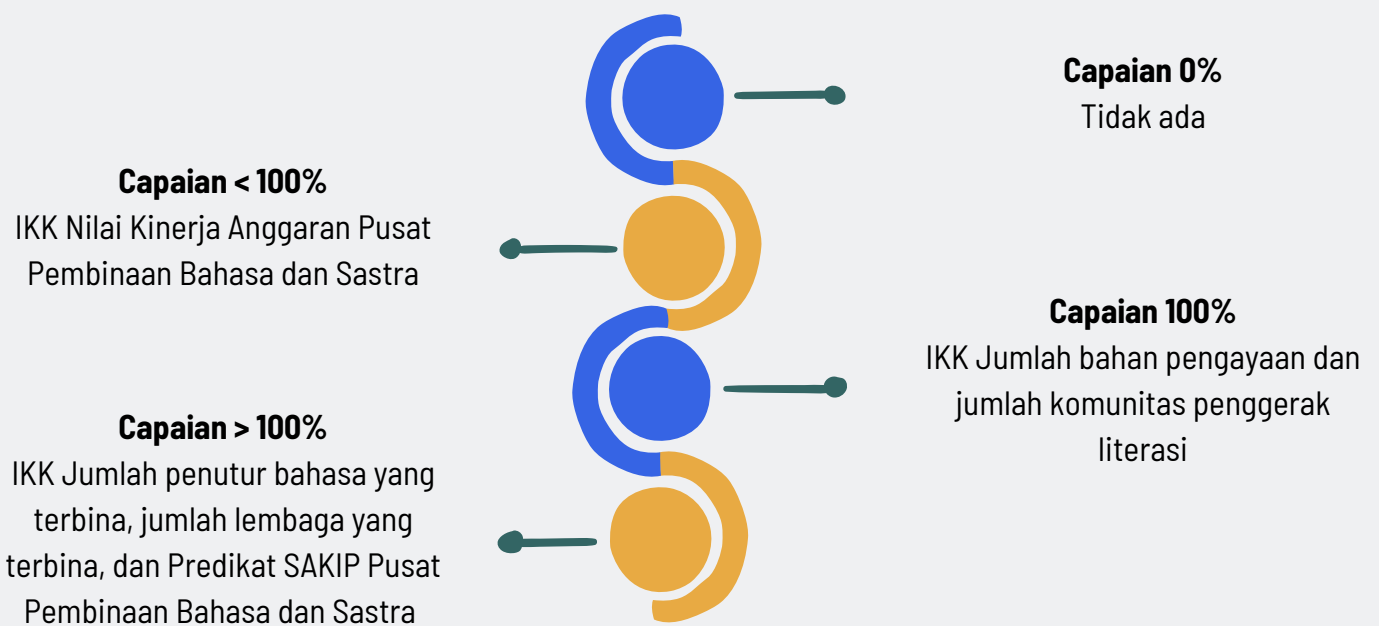 Capaian 0%
Tidak ada
Capaian < 100%
IKK Nilai Kinerja Anggaran Pusat
Pembinaan Bahasa dan Sastra
Capaian 100%
IKK Jumlah bahan pengayaan dan
jumlah komunitas penggerak
literasi
Capaian > 100%
IKK Jumlah penutur bahasa yang
terbina, jumlah lembaga yang
terbina, dan Predikat SAKIP Pusat
Pembinaan Bahasa dan Sastra